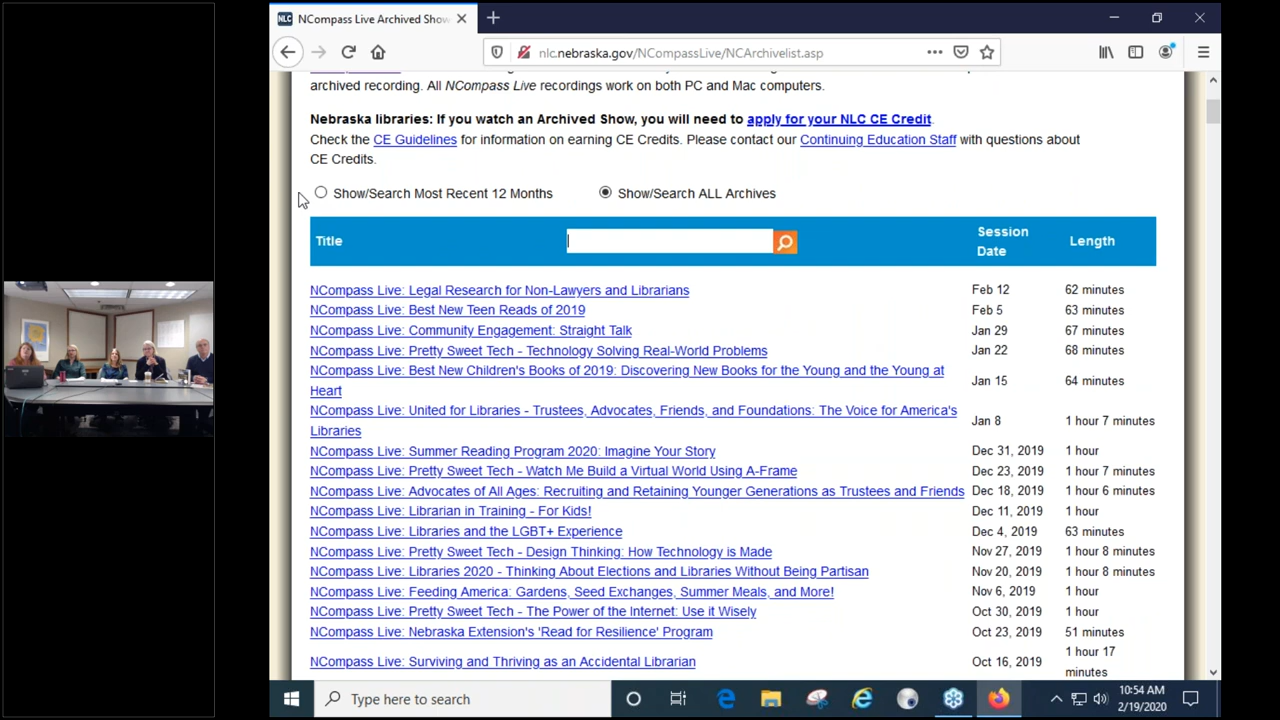 NLC NCompass Live Archived Show
nlc.nebraska.gov/NCompassLive/NCArchivelist.asp
archived recording. All NCompass Live recordings work on both PC and Mac computers.
Nebraska libraries: If you watch an Archived Show, you will need to apply for your NLC CE Credit.
Check the CE Guidelines for information on earning CE Credits. Please contact our Continuing Education Staff with questions about
CE Credits.
Show/Search Most Recent 12 Months Show/Search ALL Archives
Title Session Date Length
NCompass Live: Legal Research for Non-Lawyers and Librarians Feb 12 62 minutes
NCompass Live: Best New Teen Reads of 2019 Feb 5 63 minutes
NCompass Live: Community Engagement: Straight Talk Jan 29 67 minutes
NCompass Live: Pretty Sweet Tech - Technology Solving Real-World Problems Jan 22 68 minutes
NCompass Live: Best New Children's Books of 2019: Discovering New Books for the Young and the Young at
Heart Jan 15 64 minutes
NCompass Live: United for Libraries - Trustees, Advocates, Friends, and Foundations: The Voice for America's
Libraries Jan 8 1 hour 7 minutes
NCompass Live: Summer Reading Program 2020: Imagine Your Story Dec 31, 2019 1 hour
NCompass Live: Pretty Sweet Tech - Watch Me Build a Virtual World Using A-Frame Dec 23, 2019 1 hour 7 minutes
NCompass Live: Advocates of All Ages: Recruiting and Retaining Younger Generations as Trustees and Friends Dec 18, 2019 1 hour 6 minutes
NCompass Live: Librarian in Training - For Kids! Dec 11, 2019 1 hour
NCompass Live: Libraries and the LGBT+ Experience Dec 4, 2019 63 minutes
NCompass Live: Pretty Sweet Tech - Design Thinking: How Technology is Made Nov 27, 2019 1 hour 8 minutes
NCompass Live: Libraries 2020 - Thinking About Elections and Libraries Without Being Partisan Nov 20, 2019 1 hour 8 minutes
NCompass Live: Feeding America: Gardens, Seed Exchanges, Summer Meals, and More! Nov 6, 2019 1 hour
NCompass Live: Pretty Sweet Tech - The Power of the Internet: Use it Wisely Oct 30, 2019 1 hour
NCompass Live: Nebraska Extension's 'Read for Resilience' Program Oct 23, 2019 51 minutes
NCompass Live: Surviving and Thriving as an Accidental Librarian Oct 16, 2019 1 hour 17
minutes
Type here to search
10:54 AM
2/19/2020